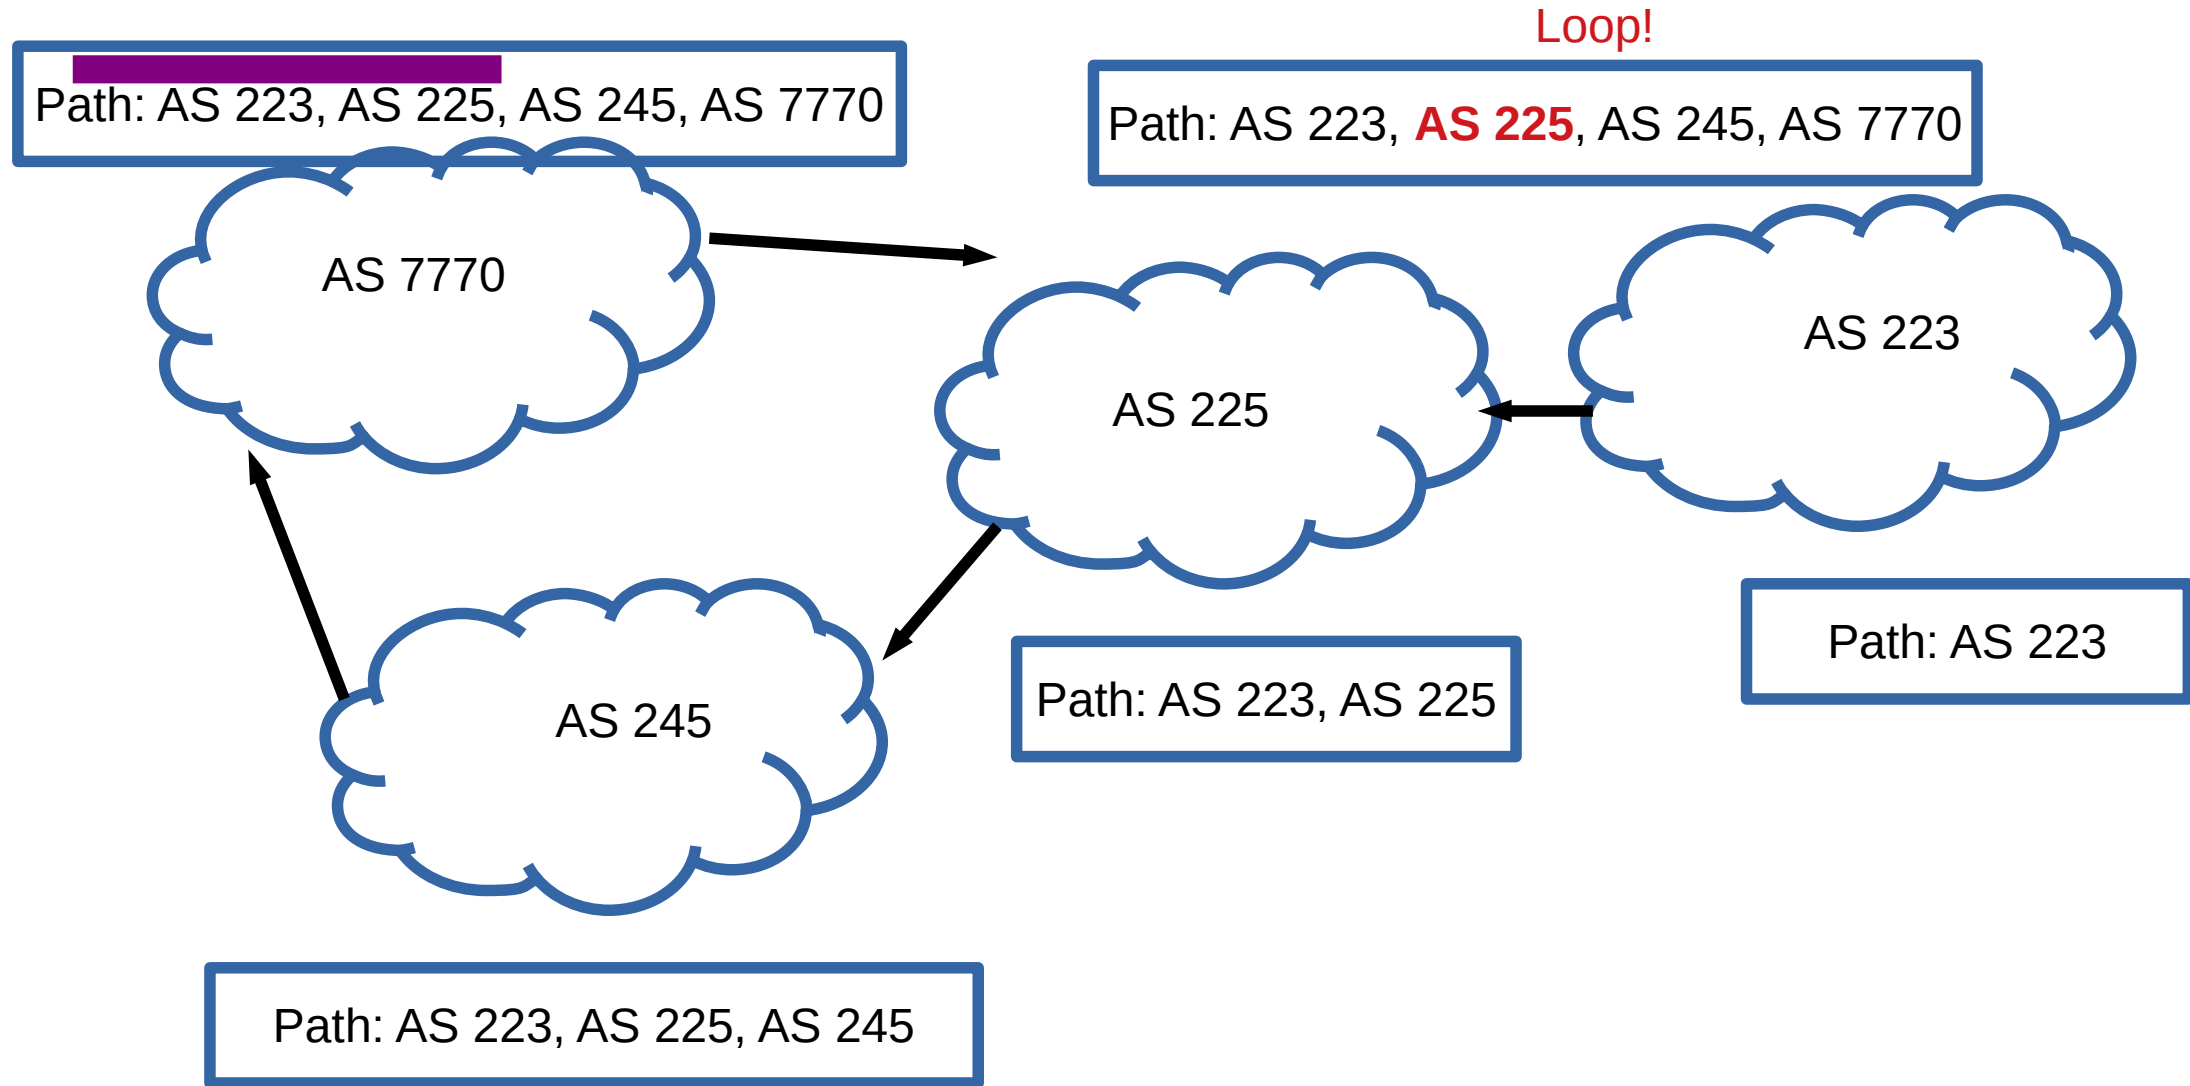 Loop!
Path: AS 223, AS 225, AS 245, AS 7770
Path: AS 223, AS 225, AS 245, AS 7770
AS 7770
AS 223
AS 225
Path: AS 223
Path: AS 223, AS 225
AS 245
Path: AS 223, AS 225, AS 245